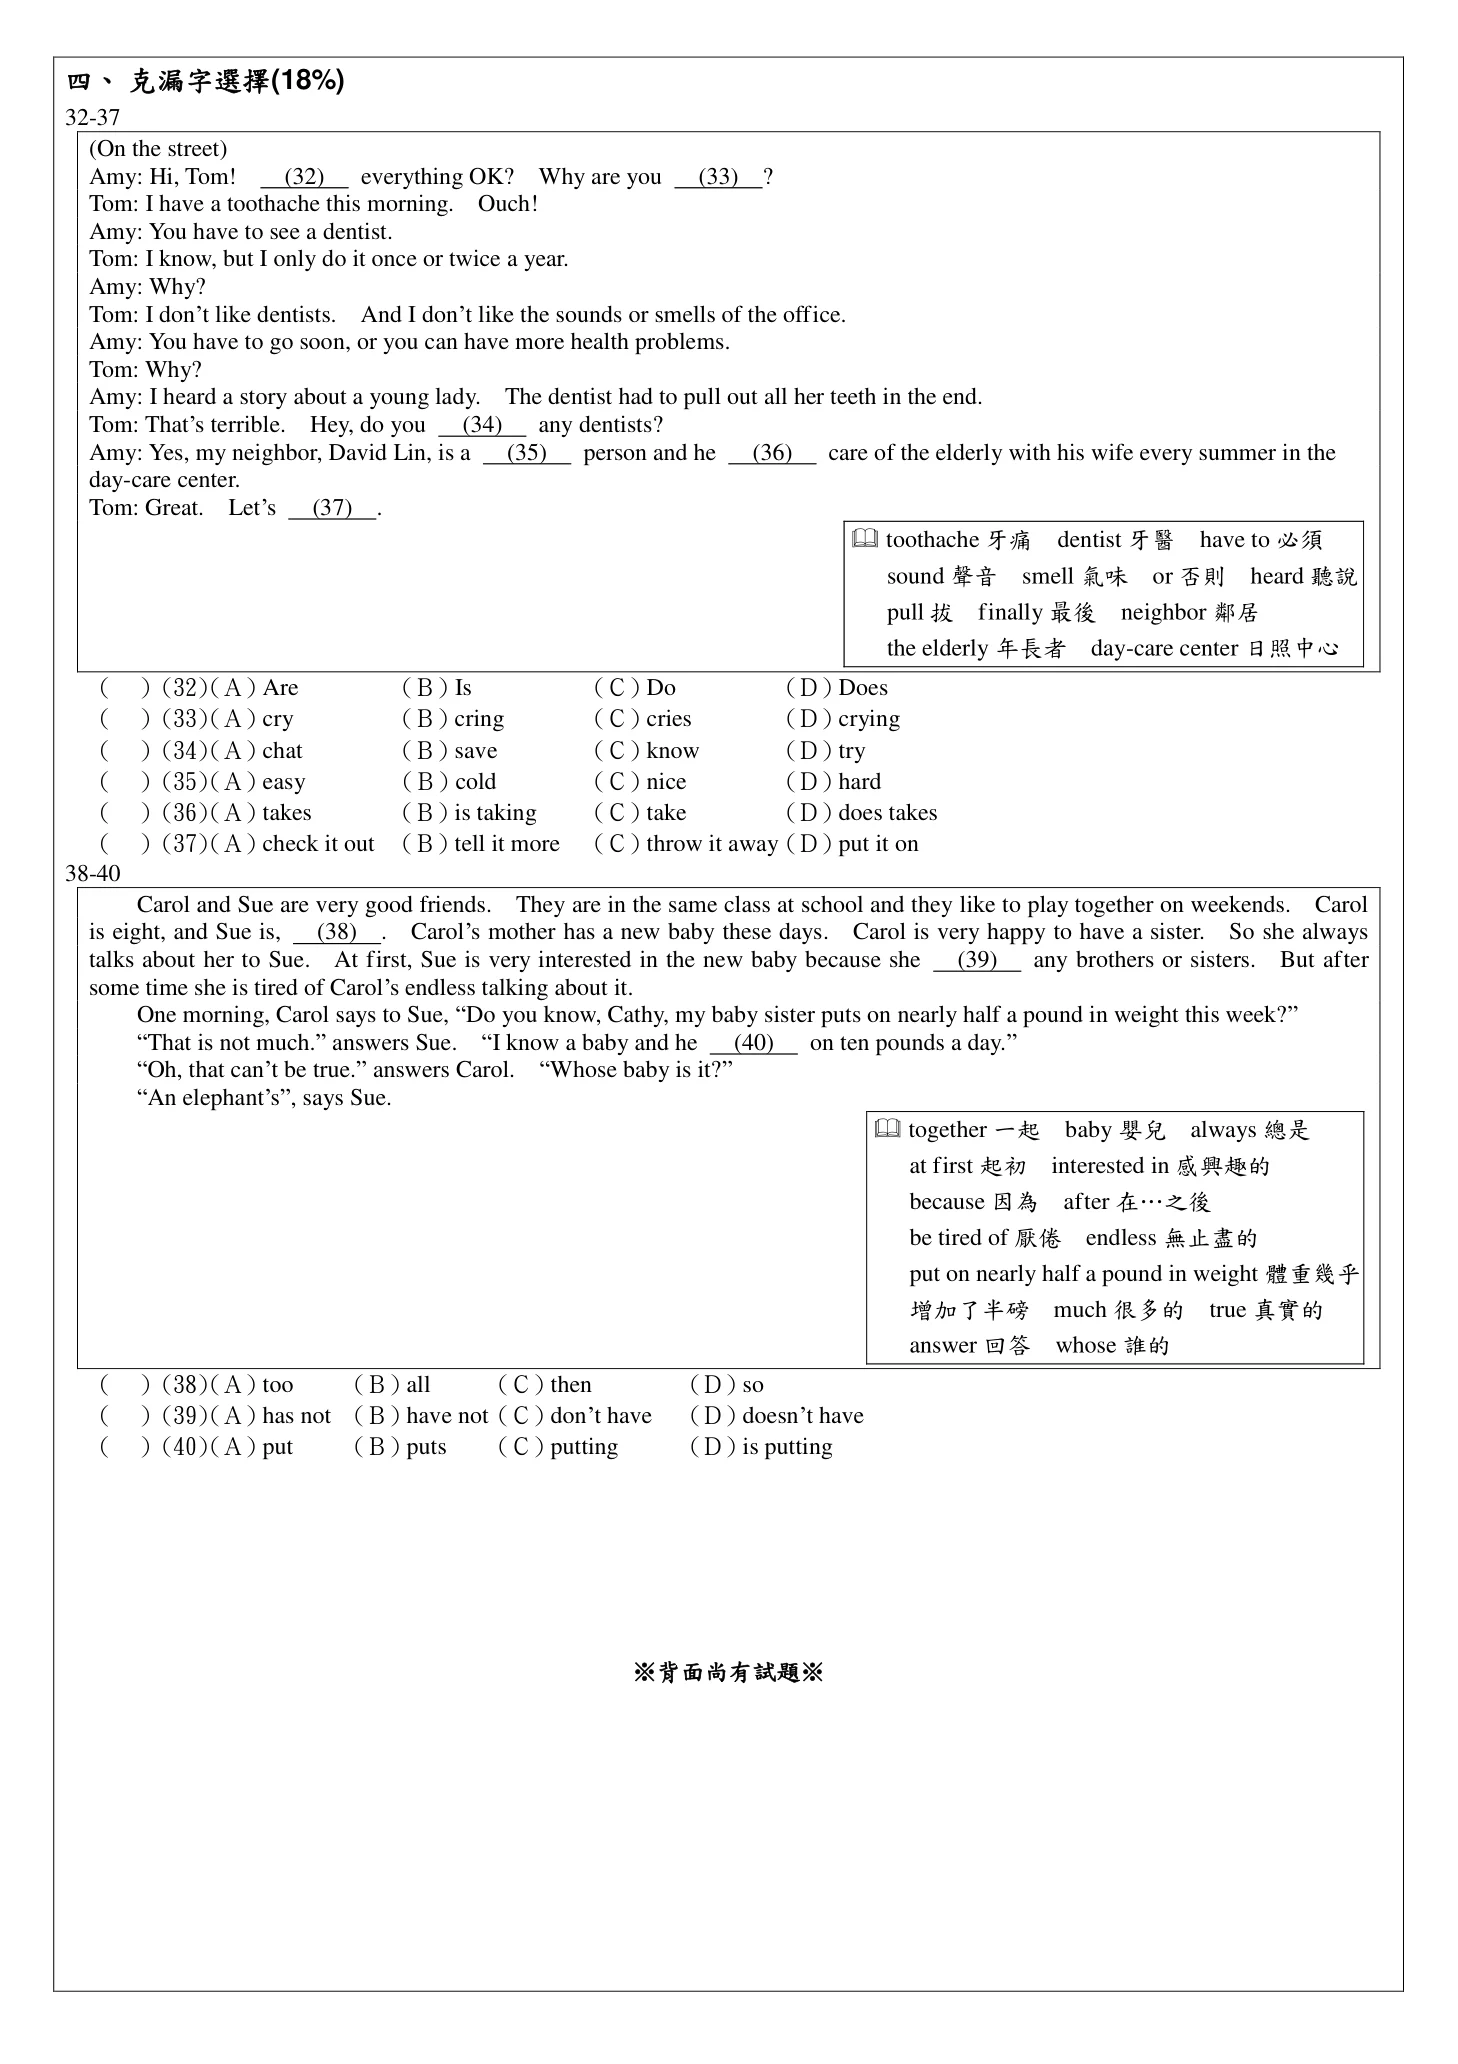 四、 克漏字選擇(18%)
32-37
(On the street)
Amy: Hi, Tom! (32) everything OK? Why are you (33) ?
Tom: I have a toothache this morning. Ouch!
Amy: You have to see a dentist.
Tom: I know, but I only do it once or twice a year.
Amy: Why?
Tom: I don’t like dentists. And I don’t like the sounds or smells of the office.
Amy: You have to go soon, or you can have more health problems.
Tom: Why?
Amy: I heard a story about a young lady. The dentist had to pull out all her teeth in the end.
Tom: That’s terrible. Hey, do you (34) any dentists?
Amy: Yes, my neighbor, David Lin, is a (35) person and he (36) care of the elderly with his wife every summer in the
day-care center.
Tom: Great. Let’s (37) .
🕮 toothache 牙痛 dentist 牙醫 have to 必須
sound 聲音 smell 氣味 or 否則 heard 聽說
pull 拔 finally 最後 neighbor 鄰居
the elderly 年長者 day-care center 日照中心
( ) (32)(A) Are (B) Is (C) Do (D) Does
( ) (33)(A) cry (B) cring (C) cries (D) crying
( ) (34)(A) chat (B) save (C) know (D) try
( ) (35)(A) easy (B) cold (C) nice (D) hard
( ) (36)(A) takes (B) is taking (C) take (D) does takes
( ) (37)(A) check it out (B) tell it more (C) throw it away (D) put it on
38-40
Carol and Sue are very good friends. They are in the same class at school and they like to play together on weekends. Carol
is eight, and Sue is, (38) . Carol’s mother has a new baby these days. Carol is very happy to have a sister. So she always
talks about her to Sue. At first, Sue is very interested in the new baby because she (39) any brothers or sisters. But after
some time she is tired of Carol’s endless talking about it.
One morning, Carol says to Sue, “Do you know, Cathy, my baby sister puts on nearly half a pound in weight this week?”
“That is not much.” answers Sue. “I know a baby and he (40) on ten pounds a day.”
“Oh, that can’t be true.” answers Carol. “Whose baby is it?”
“An elephant’s”, says Sue.
🕮 together 一起 baby 嬰兒 always 總是
at first 起初 interested in 感興趣的
because 因為 after 在…之後
be tired of 厭倦 endless 無止盡的
put on nearly half a pound in weight 體重幾乎
增加了半磅 much 很多的 true 真實的
answer 回答 whose 誰的
( ) (38)(A) too (B) all (C) then (D) so
( ) (39)(A) has not (B) have not (C) don’t have (D) doesn’t have
( ) (40)(A) put (B) puts (C) putting (D) is putting
※背面尚有試題※